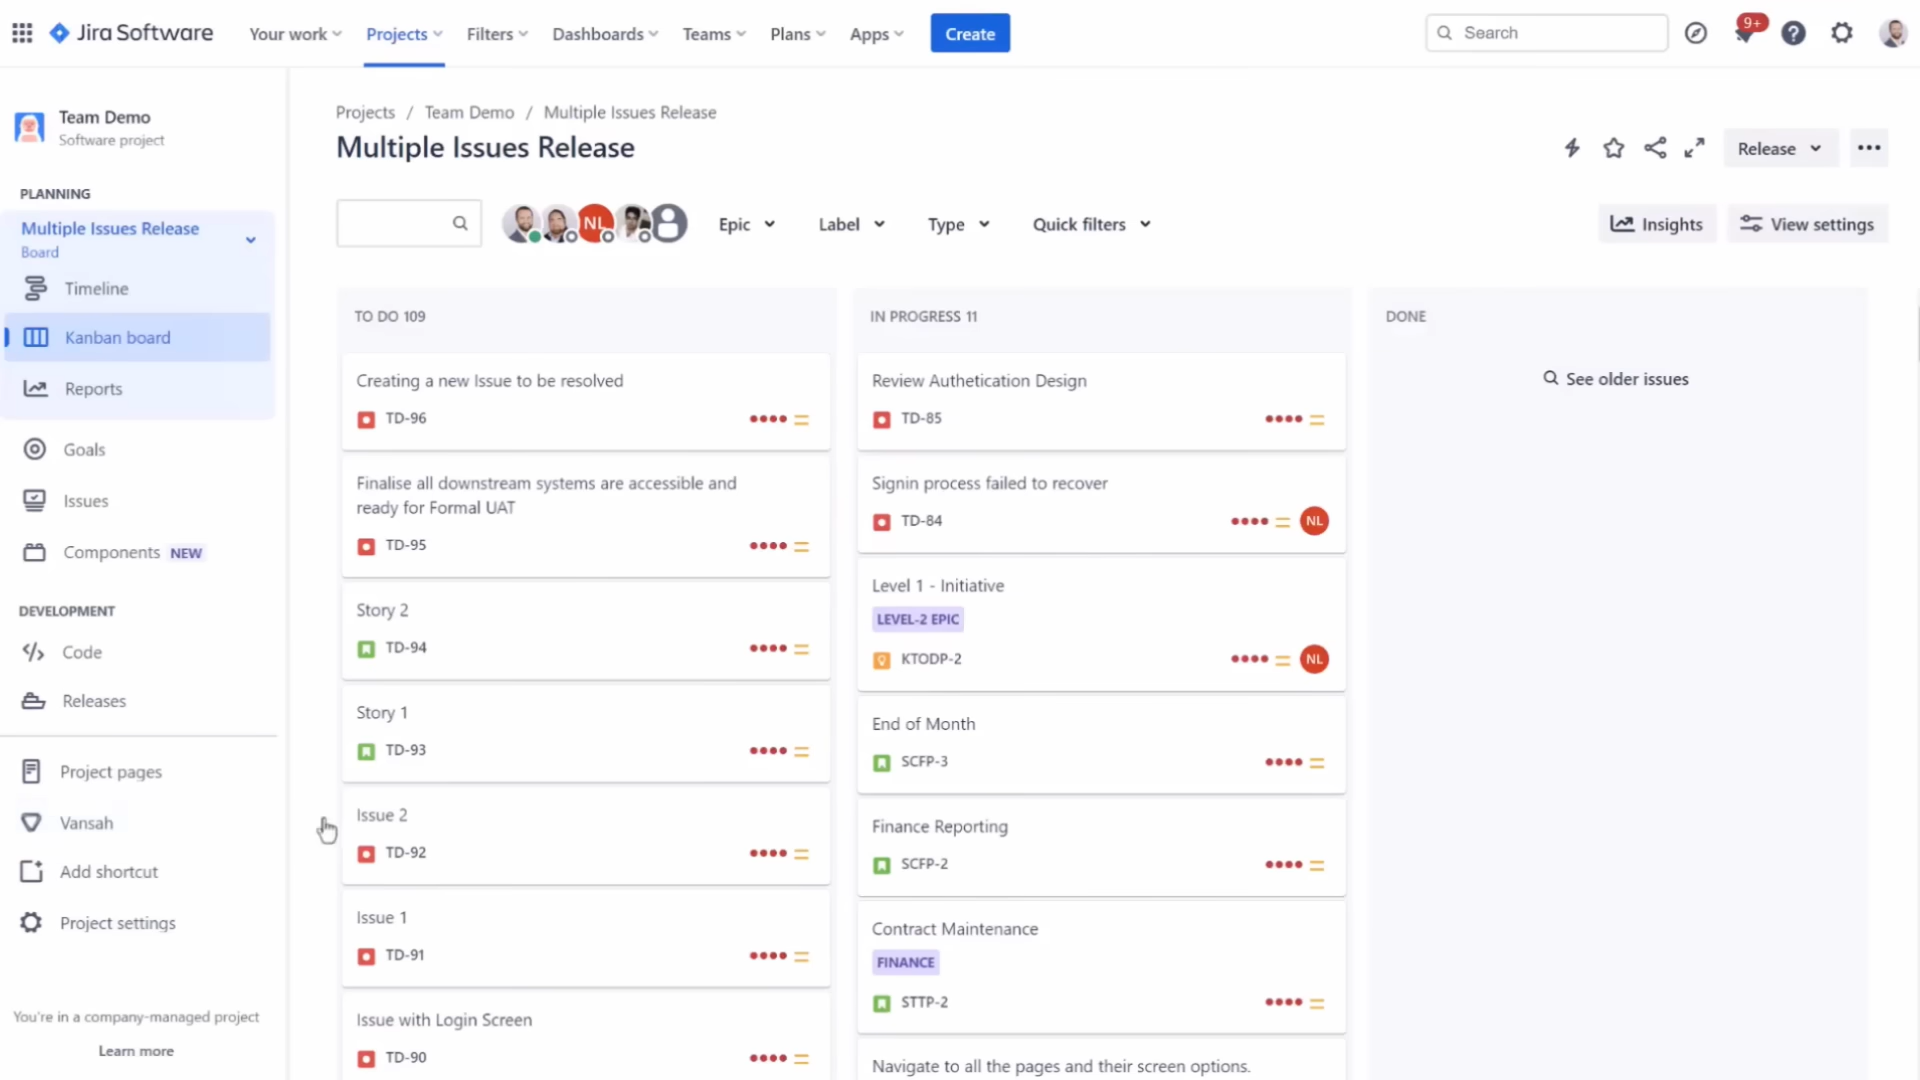 Jira Software
Your work
Projects
Filters
Dashboards
Teams
Plans
Apps
Create
Search
9+
Team Demo
Software project
PLANNING
Multiple Issues Release
Board
Timeline
Kanban board
Reports
Goals
Issues
Components NEW
DEVELOPMENT
Code
Releases
Project pages
Vansah
Add shortcut
Project settings
You're in a company-managed project
Learn more
Projects / Team Demo / Multiple Issues Release
Multiple Issues Release
Release
NL
Epic
Label
Type
Quick filters
Insights
View settings
TO DO 109
Creating a new Issue to be resolved
TD-96
Finalise all downstream systems are accessible and
ready for Formal UAT
TD-95
Story 2
TD-94
Story 1
TD-93
Issue 2
TD-92
Issue 1
TD-91
Issue with Login Screen
TD-90
IN PROGRESS 11
Review Authetication Design
TD-85
Signin process failed to recover
TD-84
NL
Level 1 - Initiative
LEVEL-2 EPIC
KTODP-2
NL
End of Month
SCFP-3
Finance Reporting
SCFP-2
Contract Maintenance
FINANCE
STTP-2
Navigate to all the pages and their screen options.
DONE
See older issues